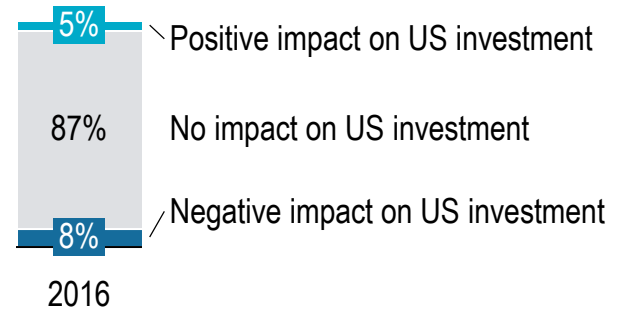 5%
Positive impact on US investment
87%
No impact on US investment
Negative impact on US investment
8%
2016